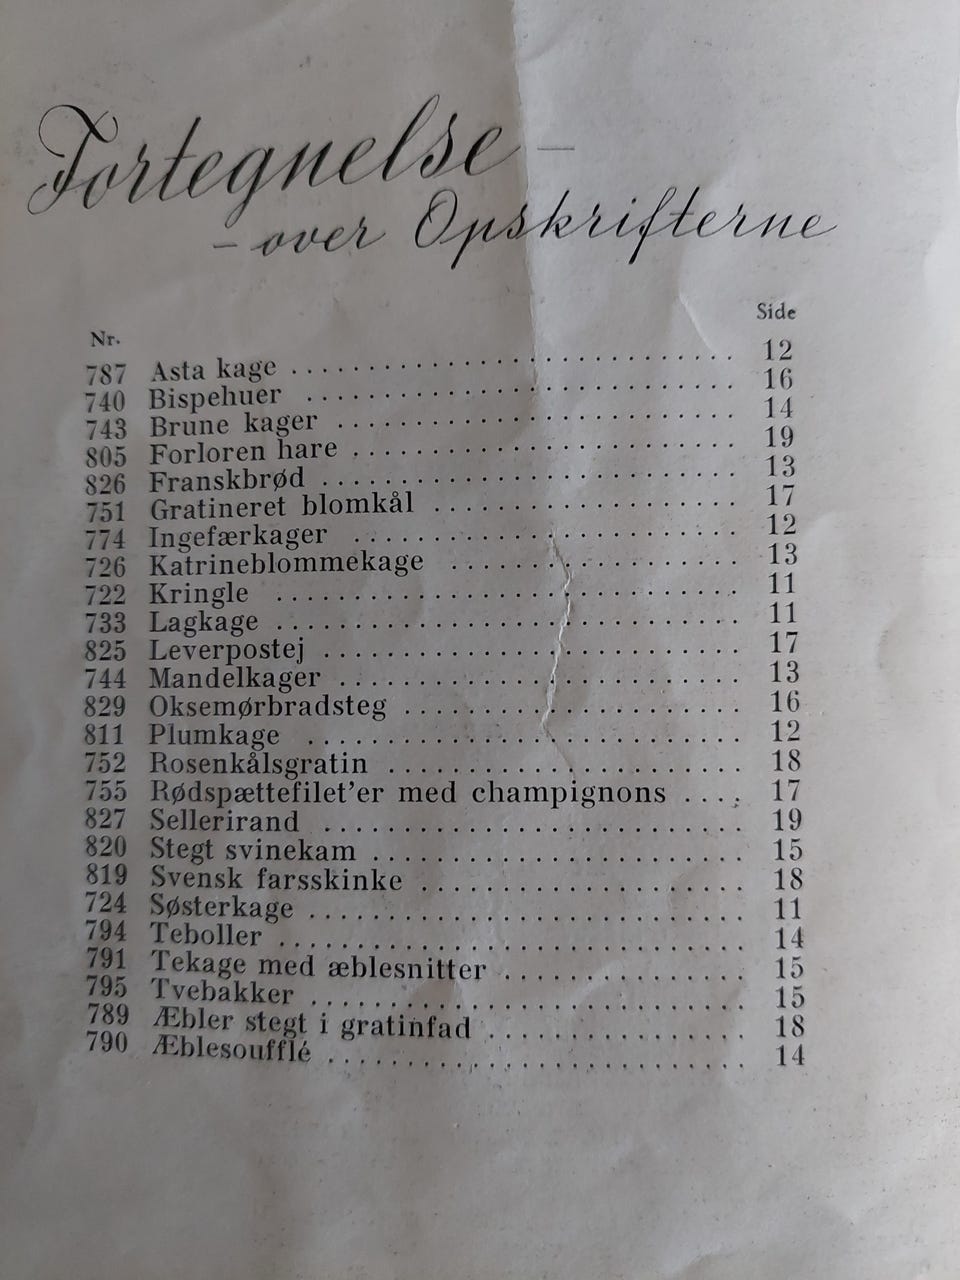 Fortegnelse –
– over Opskrifterne
Nr. Side
787 Asta kage 12
740 Bispehuer 16
743 Brune kager 14
805 Forloren hare 19
826 Franskbrød 13
751 Gratineret blomkål 17
774 Ingefærkager 12
726 Katrineblommekage 13
722 Kringle 11
733 Lagkage 11
825 Leverpostej 17
744 Mandelkager 13
829 Oksemørbradsteg 16
811 Plumkage 12
752 Rosenkålsgratin 18
755 Rødspættefilet’er med champignons 17
827 Sellerirand 19
820 Stegt svinekam 15
819 Svensk farsskinke 18
724 Søsterkage 11
794 Teboller 14
791 Tekage med æblesnitter 15
795 Tvebakker 15
789 Æbler stegt i gratinfad 18
790 Æblesoufflé 14